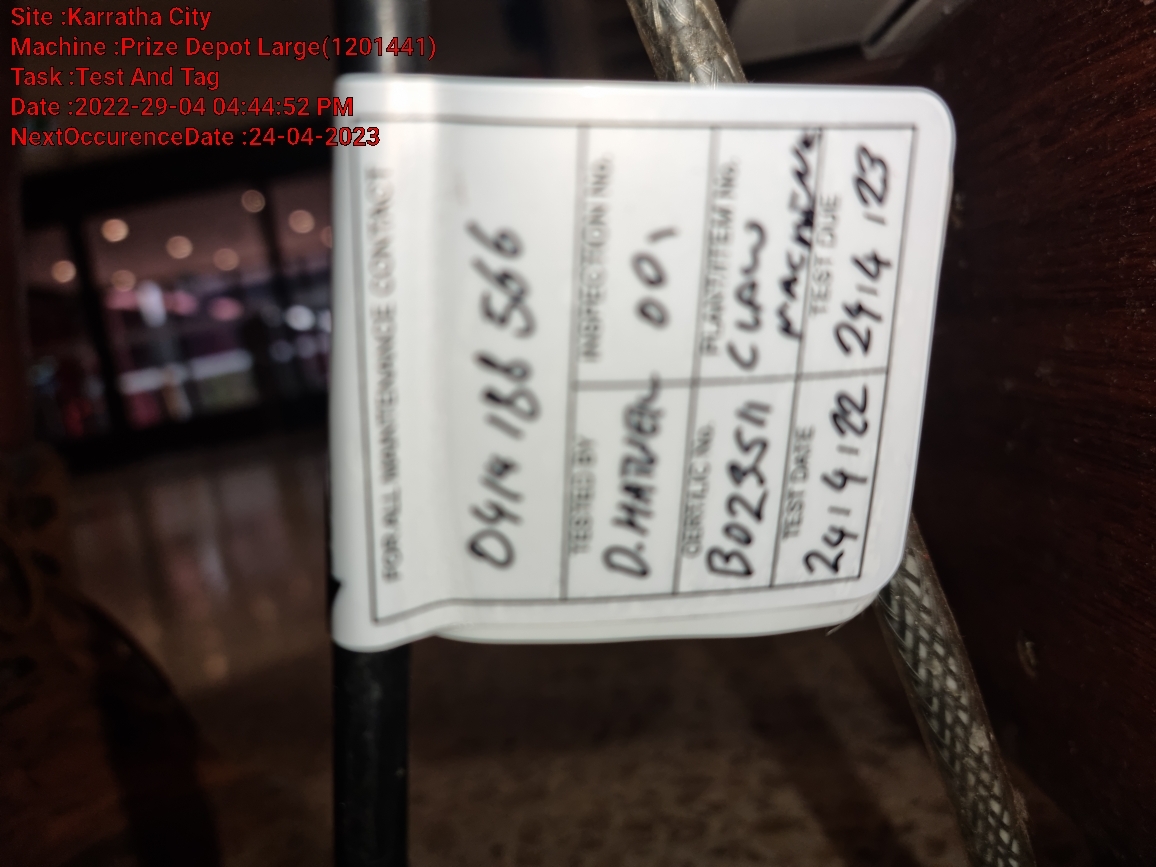 Site :Karratha City
Machine :Prize Depot Large(1201441)
Task :Test And Tag
Date :2022-29-04 04:44:52 PM
NextOccurenceDate :24-04-2023
FOR ALL MAINTENANCE CONTACT
0414 188 566
TESTED BY
D. MARVELL
INSPECTION NO.
001
CERT/LIC NO.
B023511
PLANT/ITEM NO.
CLAW MACHINE
TEST DATE
24/4/22
TEST DUE
24/4/23